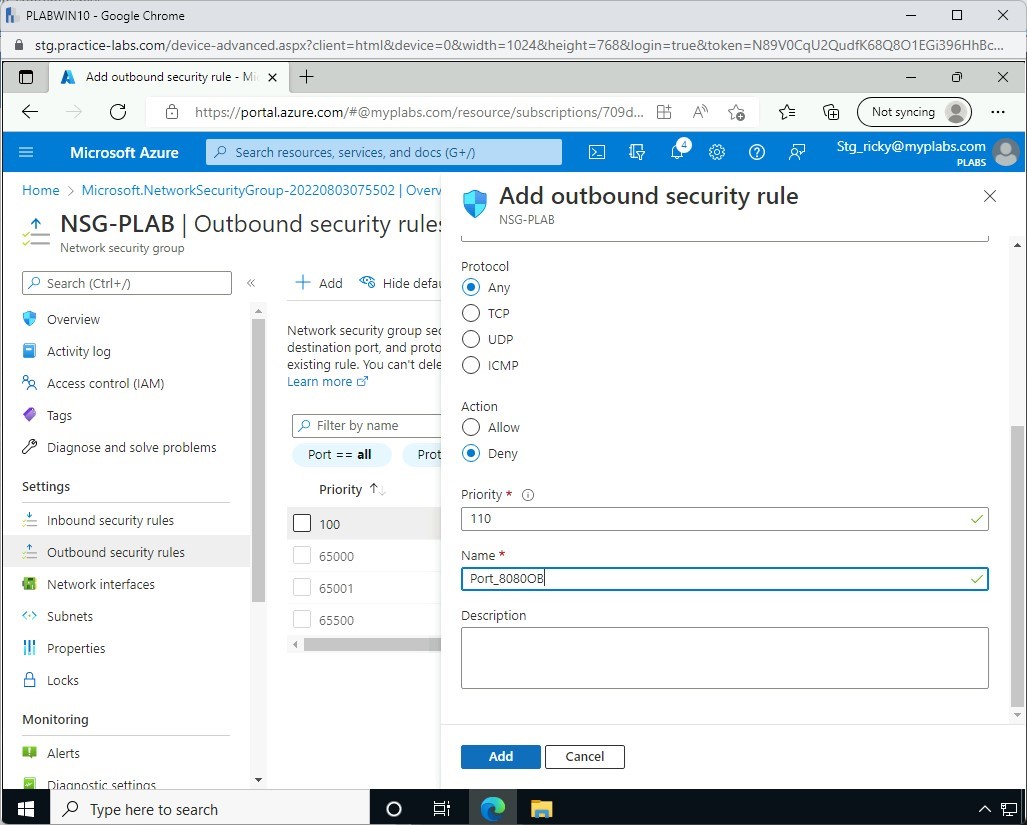 PLABWIN10 - Google Chrome
stg.practice-labs.com/device-advanced.aspx?client=html&device=0&width=1024&height=768&login=true&token=N89V0CqU2QudfK68Q8O1EGi396HhBc...
Add outbound security rule - Mi
https://portal.azure.com/#@myplabs.com/resource/subscriptions/709d...
Not syncing
Microsoft Azure
Search resources, services, and docs (G+/)
4
Stg_ricky@myplabs.com
PLABS
Home > Microsoft.NetworkSecurityGroup-20220803075502 | Overv
NSG-PLAB | Outbound security rules
Network security group
Search (Ctrl+/)
«
Overview
Activity log
Access control (IAM)
Tags
Diagnose and solve problems
Settings
Inbound security rules
Outbound security rules
Network interfaces
Subnets
Properties
Locks
Monitoring
Alerts
Diagnostic settings
Add
Hide defau
Network security group sec
destination port, and proto
existing rule. You can't dele
Learn more
Filter by name
Port == all
Prot
Priority
100
65000
65001
65500
Add outbound security rule
NSG-PLAB
Protocol
Any
TCP
UDP
ICMP
Action
Allow
Deny
Priority *
110
Name *
Port_8080OB
Description
Add
Cancel
Type here to search